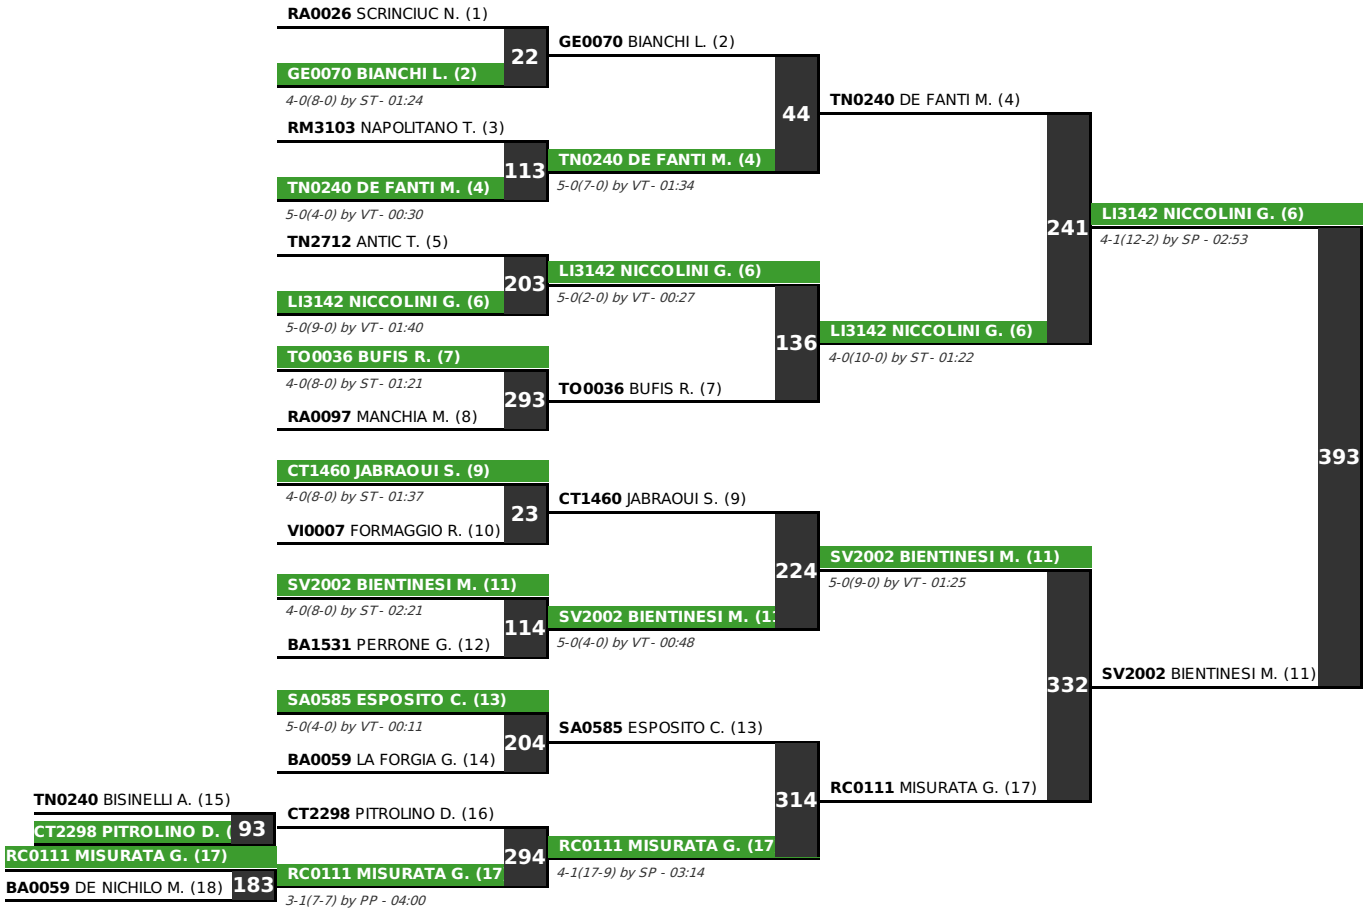 RA0026 SCRINCIUC N. (1)
22
GE0070 BIANCHI L. (2)
4-0(8-0) by ST - 01:24
RM3103 NAPOLITANO T. (3)
113
TN0240 DE FANTI M. (4)
5-0(4-0) by VT - 00:30
TN2712 ANTIC T. (5)
203
LI3142 NICCOLINI G. (6)
5-0(9-0) by VT - 01:40
TO0036 BUFIS R. (7)
4-0(8-0) by ST - 01:21
293
RA0097 MANCHIA M. (8)
CT1460 JABRAOUI S. (9)
4-0(8-0) by ST - 01:37
23
VI0007 FORMAGGIO R. (10)
SV2002 BIENTINESI M. (11)
4-0(8-0) by ST - 02:21
114
BA1531 PERRONE G. (12)
SA0585 ESPOSITO C. (13)
5-0(4-0) by VT - 00:11
204
BA0059 LA FORGIA G. (14)
TN0240 BISINELLI A. (15)
93
CT2298 PITROLINO D. (
RC0111 MISURATA G. (17)
183
BA0059 DE NICHILO M. (18)
CT2298 PITROLINO D. (16)
294
RC0111 MISURATA G. (17
3-1(7-7) by PP - 04:00
GE0070 BIANCHI L. (2)
44
TN0240 DE FANTI M. (4)
5-0(7-0) by VT - 01:34
LI3142 NICCOLINI G. (6)
5-0(2-0) by VT - 00:27
136
TO0036 BUFIS R. (7)
CT1460 JABRAOUI S. (9)
224
SV2002 BIENTINESI M. (11
5-0(4-0) by VT - 00:48
SA0585 ESPOSITO C. (13)
314
RC0111 MISURATA G. (17
4-1(17-9) by SP - 03:14
TN0240 DE FANTI M. (4)
241
LI3142 NICCOLINI G. (6)
4-0(10-0) by ST - 01:22
SV2002 BIENTINESI M. (11)
5-0(9-0) by VT - 01:25
332
RC0111 MISURATA G. (17)
LI3142 NICCOLINI G. (6)
4-1(12-2) by SP - 02:53
393
SV2002 BIENTINESI M. (11)